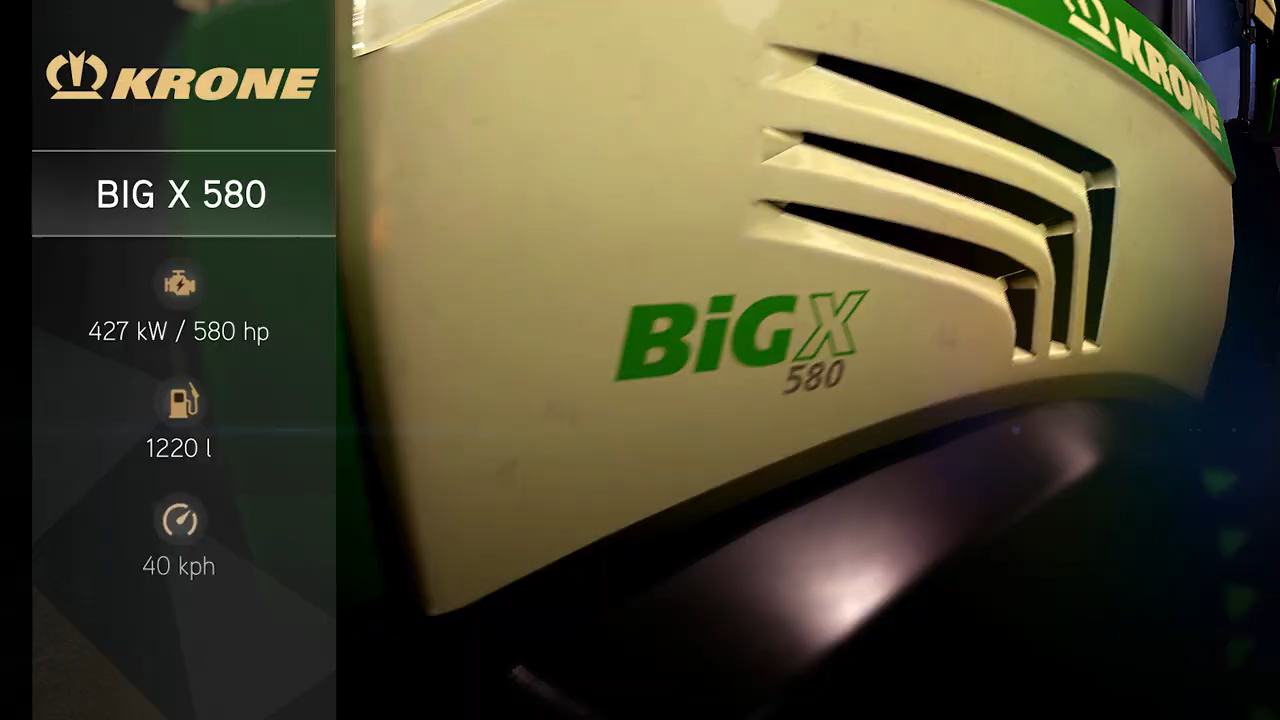 KRONE
BIG X 580
427 kW / 580 hp
1220 l
40 kph
KRONE
BiG X
580